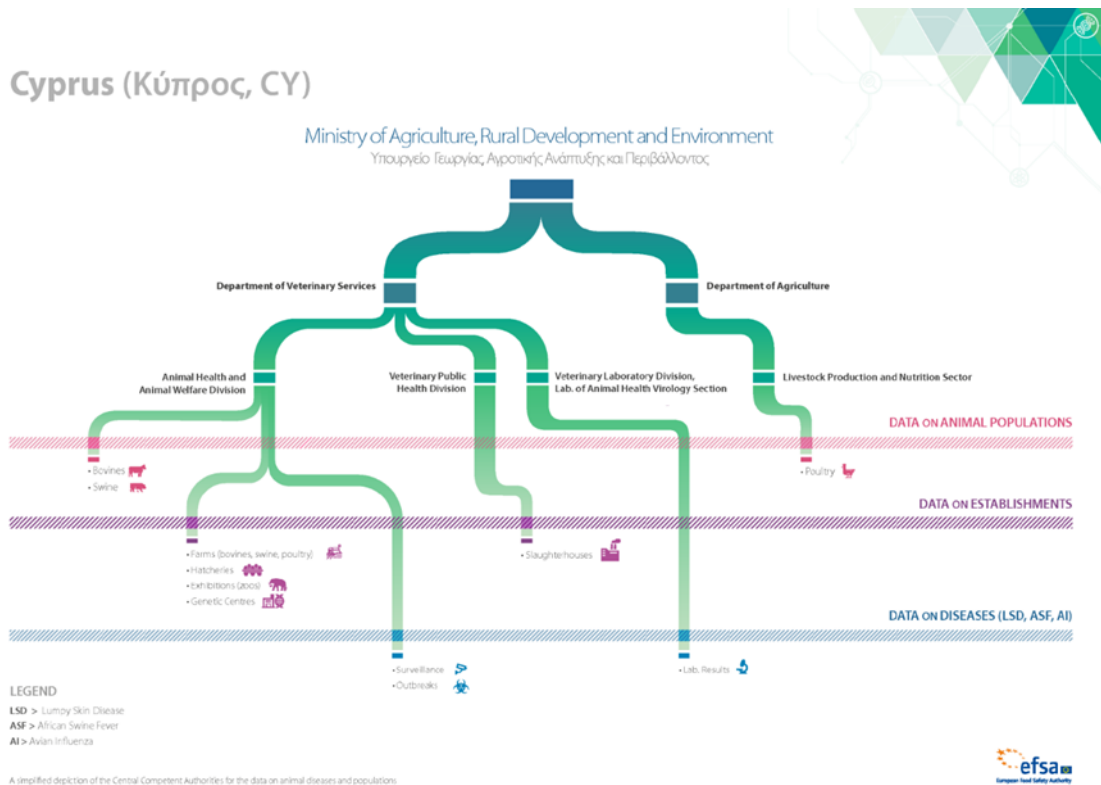 Cyprus (Κύπρος, CY)
Ministry of Agriculture, Rural Development and Environment
Υπουργείο Γεωργίας, Αγροτικής Ανάπτυξης και Περιβάλλοντος
Department of Veterinary Services
Department of Agriculture
Animal Health and
Animal Welfare Division
Veterinary Public
Health Division
Veterinary Laboratory Division,
Lab. of Animal Health Virology Section
Livestock Production and Nutrition Sector
DATA ON ANIMAL POPULATIONS
• Bovines
• Swine
• Poultry
DATA ON ESTABLISHMENTS
• Farms (bovines, swine, poultry)
• Hatcheries
• Exhibitions (zoos)
• Genetic Centres
• Slaughterhouses
DATA ON DISEASES (LSD, ASF, AI)
• Surveillance
• Outbreaks
• Lab. Results
LEGEND
LSD > Lumpy Skin Disease
ASF > African Swine Fever
AI > Avian Influenza
A simplified depiction of the Central Competent Authorities for the data on animal diseases and populations
efsa
European Food Safety Authority